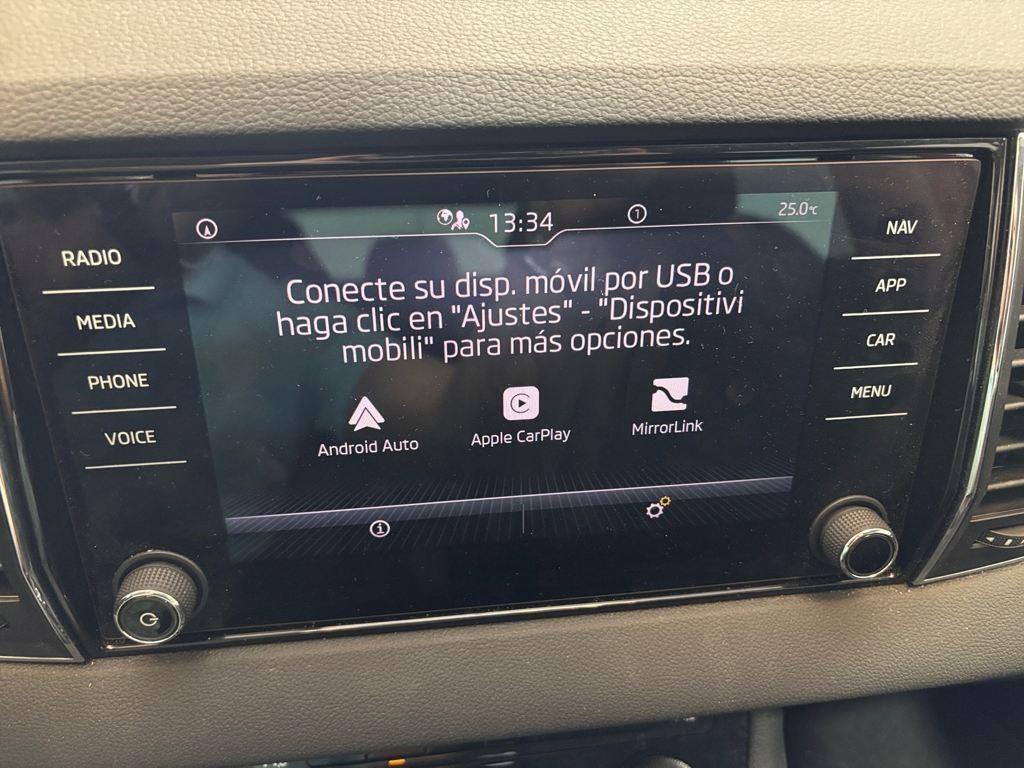 13:34
1
25.0°C
RADIO
MEDIA
PHONE
VOICE
Conecte su disp. móvil por USB o
haga clic en "Ajustes" - "Dispositivi
mobili" para más opciones.
Android Auto
Apple CarPlay
MirrorLink
i
NAV
APP
CAR
MENU